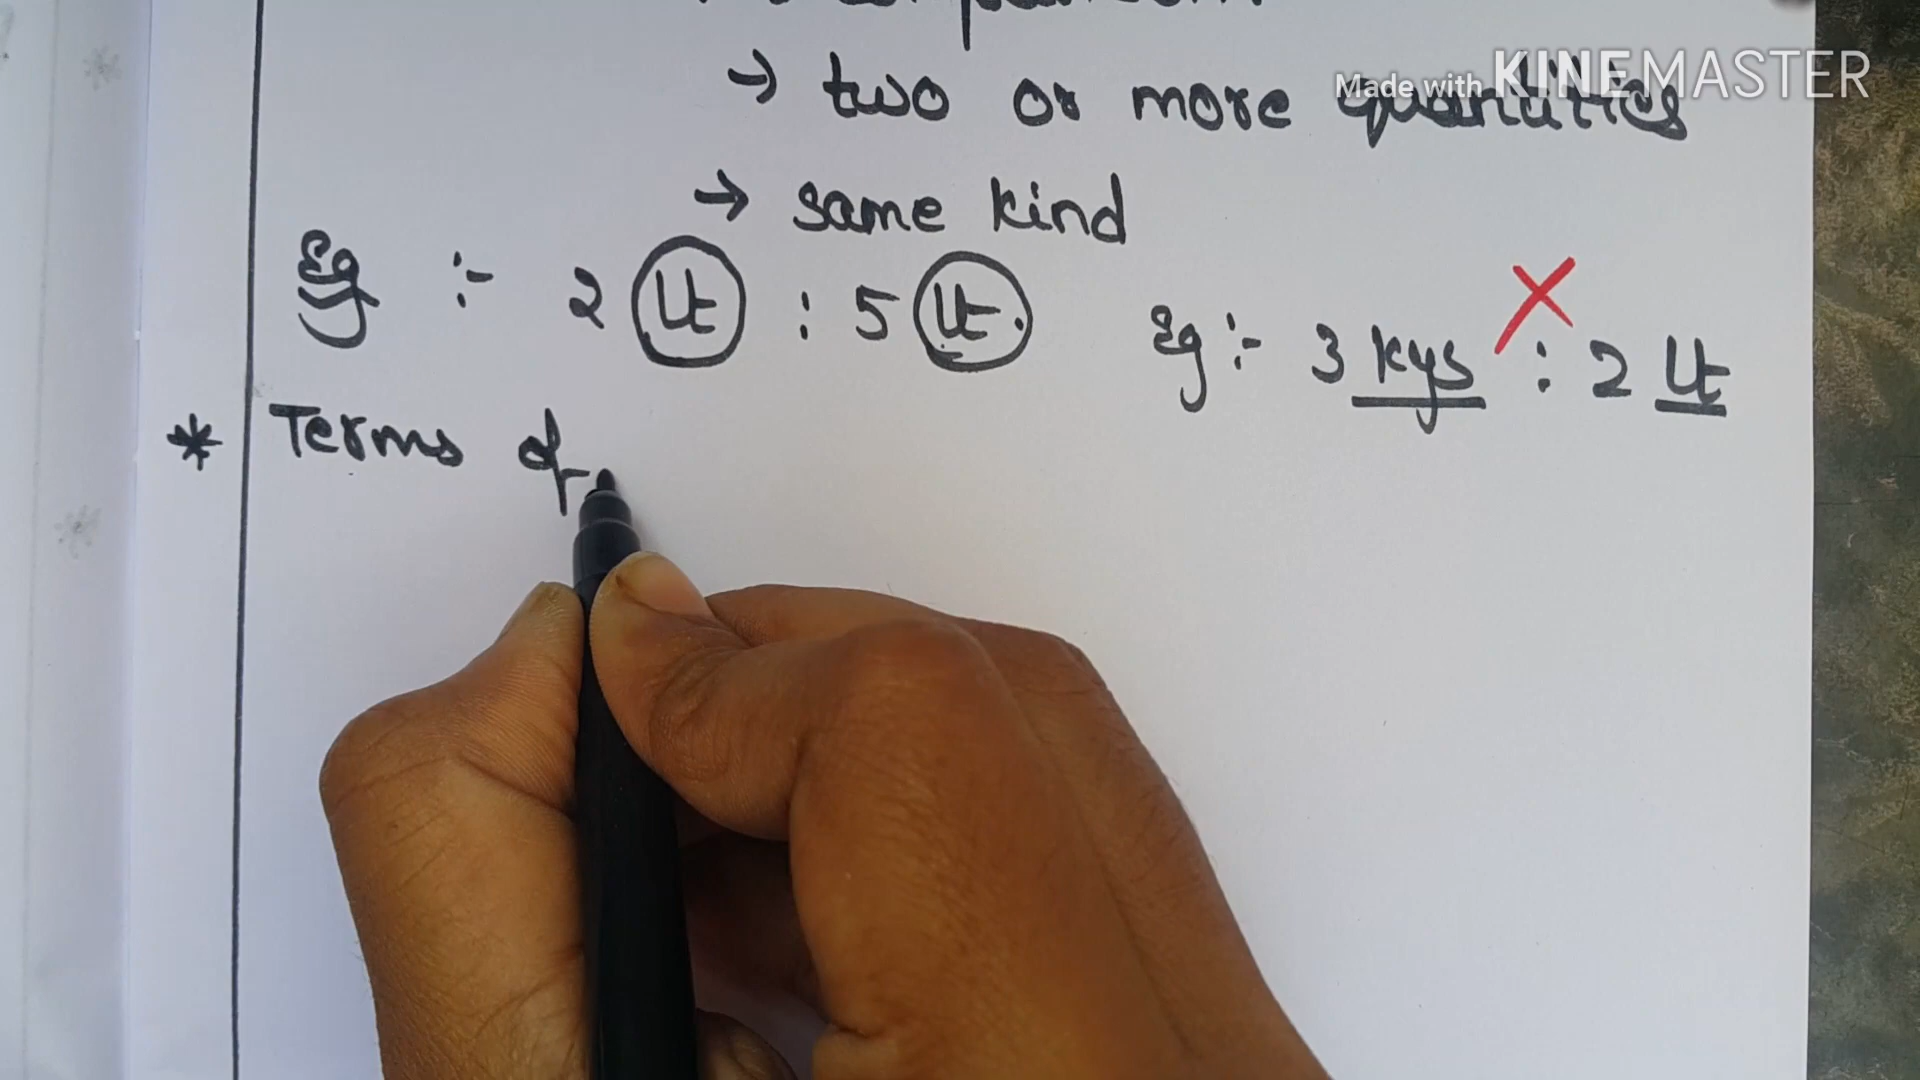 → two or more quantities
Made with KINEMASTER
→ same kind
Eg :- 2 lt : 5 lt.
Eg :- 3 kgs : 2 lt
* Terms of